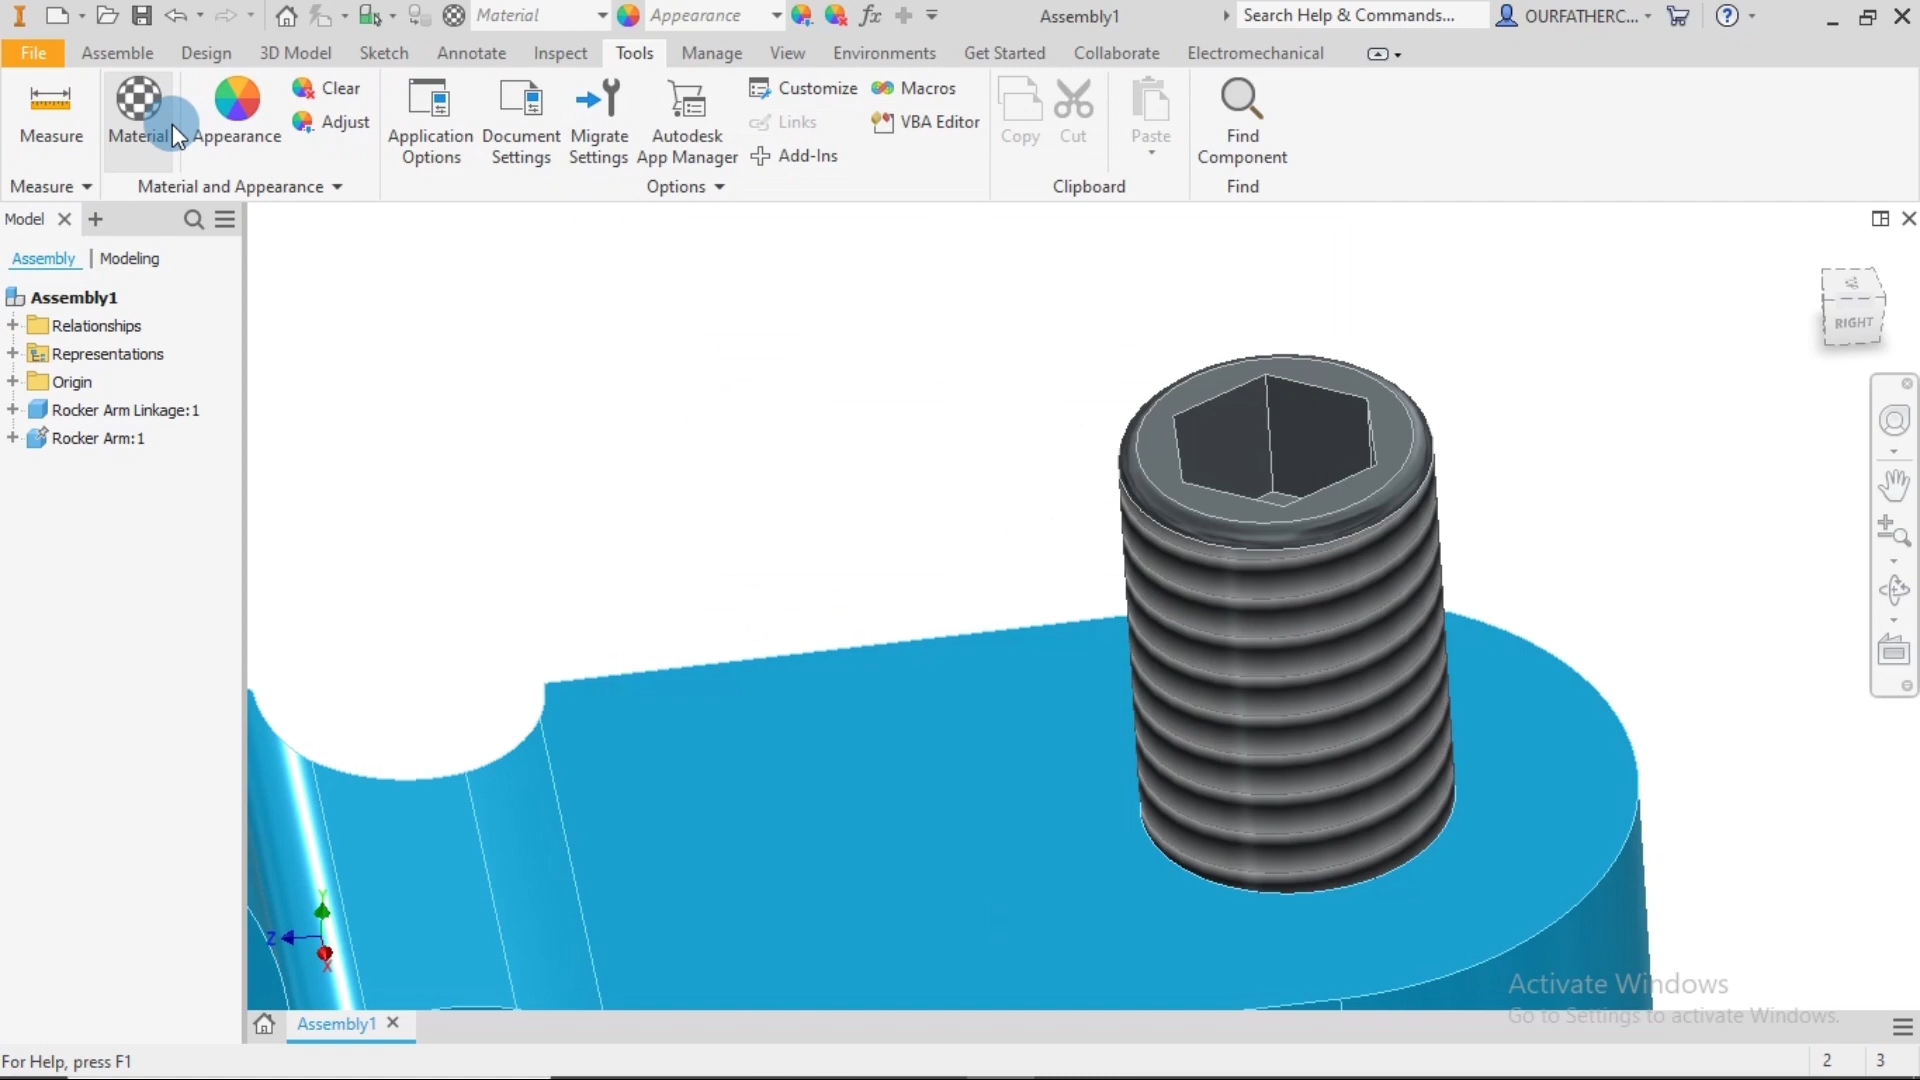 Material
Appearance
Assembly1
Search Help & Commands...
OURFATHERC...
File
Assemble
Design
3D Model
Sketch
Annotate
Inspect
Tools
Manage
View
Environments
Get Started
Collaborate
Electromechanical
Measure
Material
Appearance
Clear
Adjust
Application
Options
Document
Settings
Migrate
Settings
Autodesk
App Manager
Customize
Links
Add-Ins
Macros
VBA Editor
Copy
Cut
Paste
Find
Component
Measure
Material and Appearance
Options
Clipboard
Find
Model
Assembly
Modeling
Assembly1
Relationships
Representations
Origin
Rocker Arm Linkage:1
Rocker Arm:1
RIGHT
Y
Z
X
Activate Windows
Go to Settings to activate Windows.
Assembly1
For Help, press F1
2
3